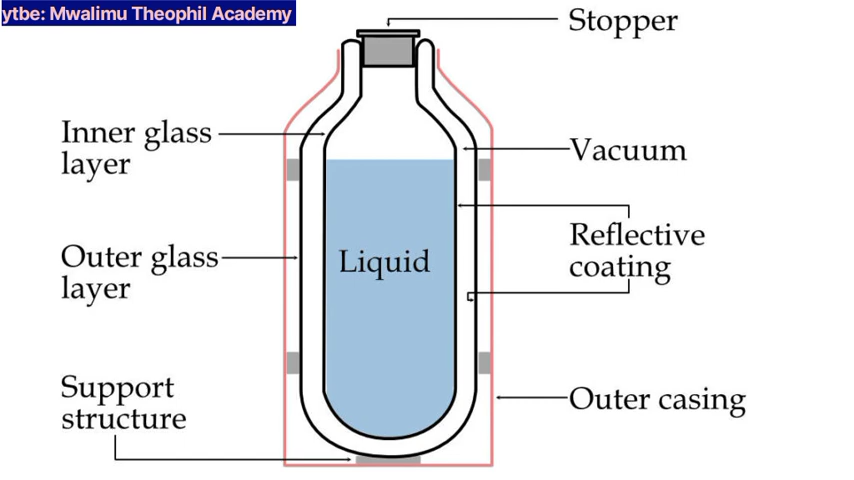 ytbe: Mwalimu Theophil Academy
Stopper
Inner glass
layer
Vacuum
Reflective
coating
Outer glass
layer
Liquid
Support
structure
Outer casing